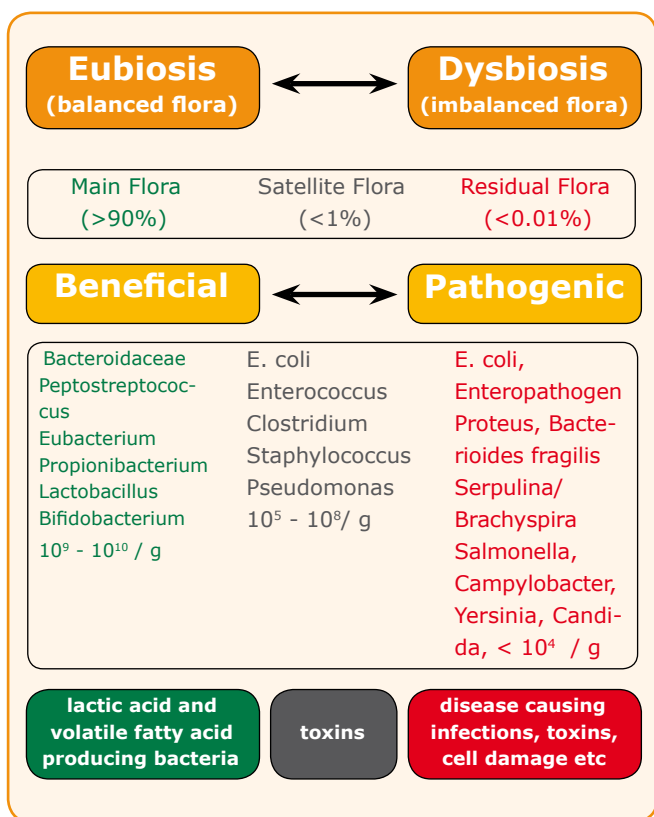 Eubiosis
(balanced flora)
Dysbiosis
(imbalanced flora)
Main Flora
(>90%)
Satellite Flora
(<1%)
Residual Flora
(<0.01%)
Beneficial
Pathogenic
Bacteroidaceae
Peptostreptococ-
cus
Eubacterium
Propionibacterium
Lactobacillus
Bifidobacterium
10⁹ - 10¹⁰ / g
E. coli
Enterococcus
Clostridium
Staphylococcus
Pseudomonas
10⁵ - 10⁸/ g
E. coli,
Enteropathogen
Proteus, Bacte-
rioides fragilis
Serpulina/
Brachyspira
Salmonella,
Campylobacter,
Yersinia, Candi-
da, < 10⁴ / g
lactic acid and
volatile fatty acid
producing bacteria
toxins
disease causing
infections, toxins,
cell damage etc